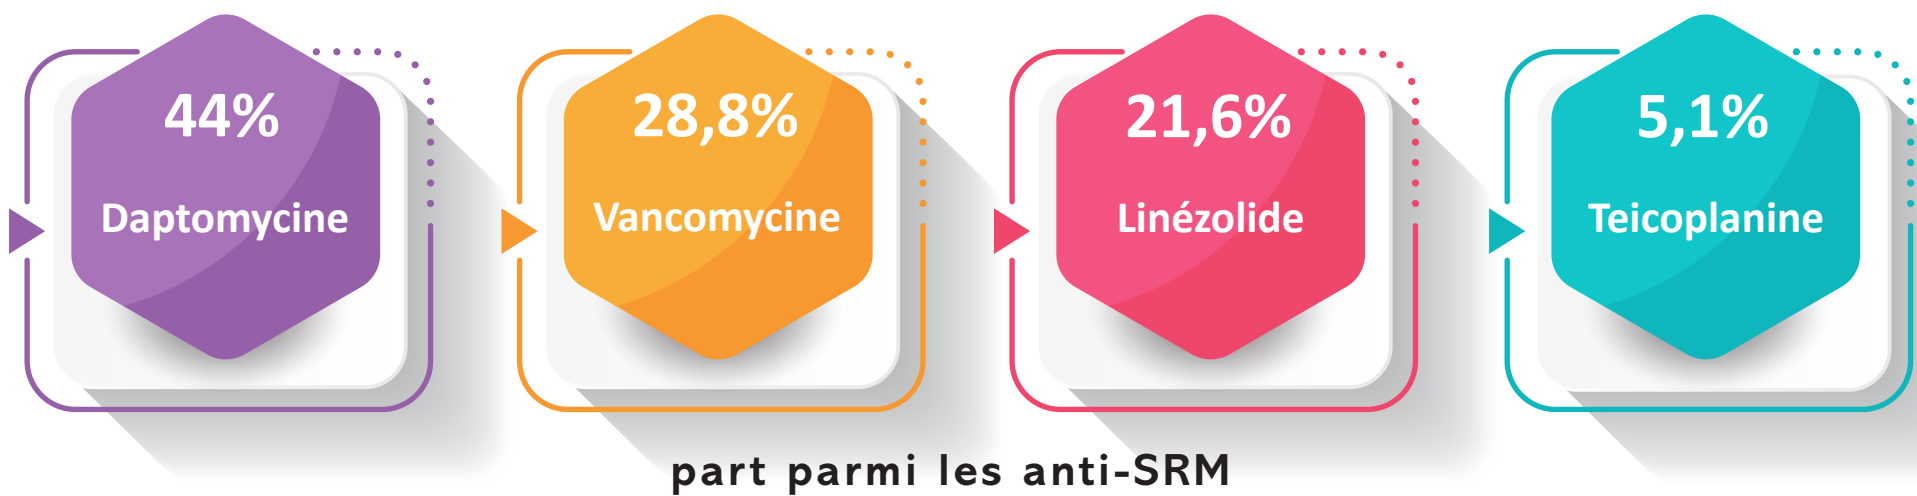 44%
Daptomycine
28,8%
Vancomycine
21,6%
Linézolide
5,1%
Teicoplanine
part parmi les anti-SRM